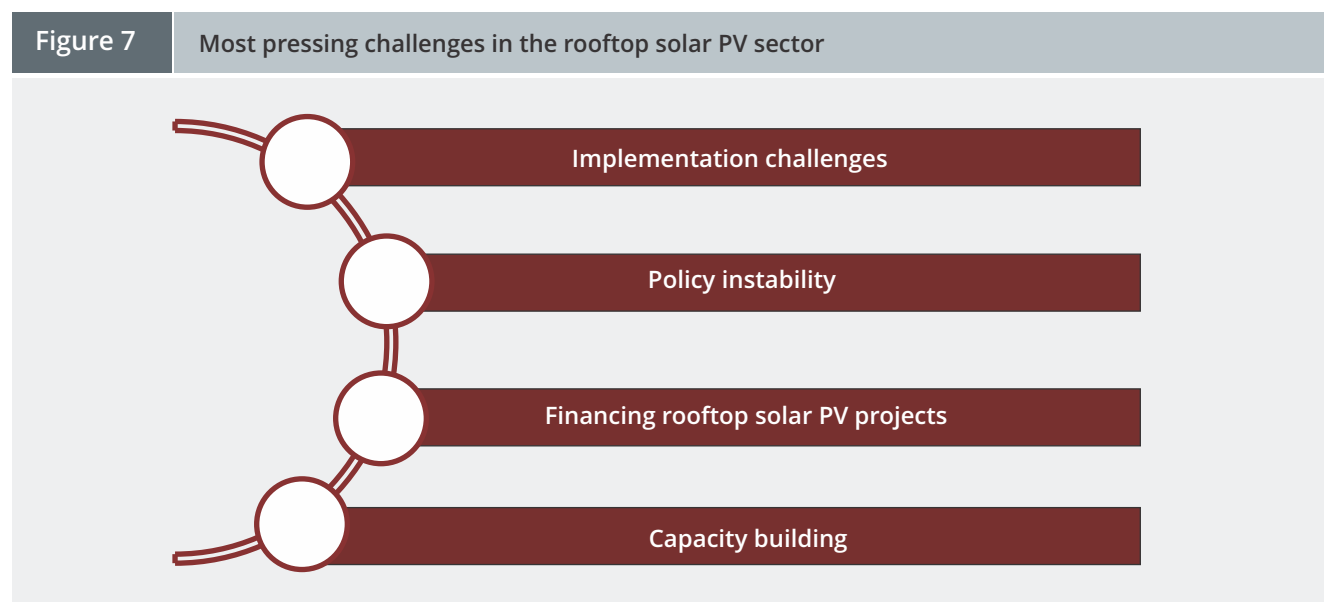 Figure 7
Most pressing challenges in the rooftop solar PV sector
Implementation challenges
Policy instability
Financing rooftop solar PV projects
Capacity building